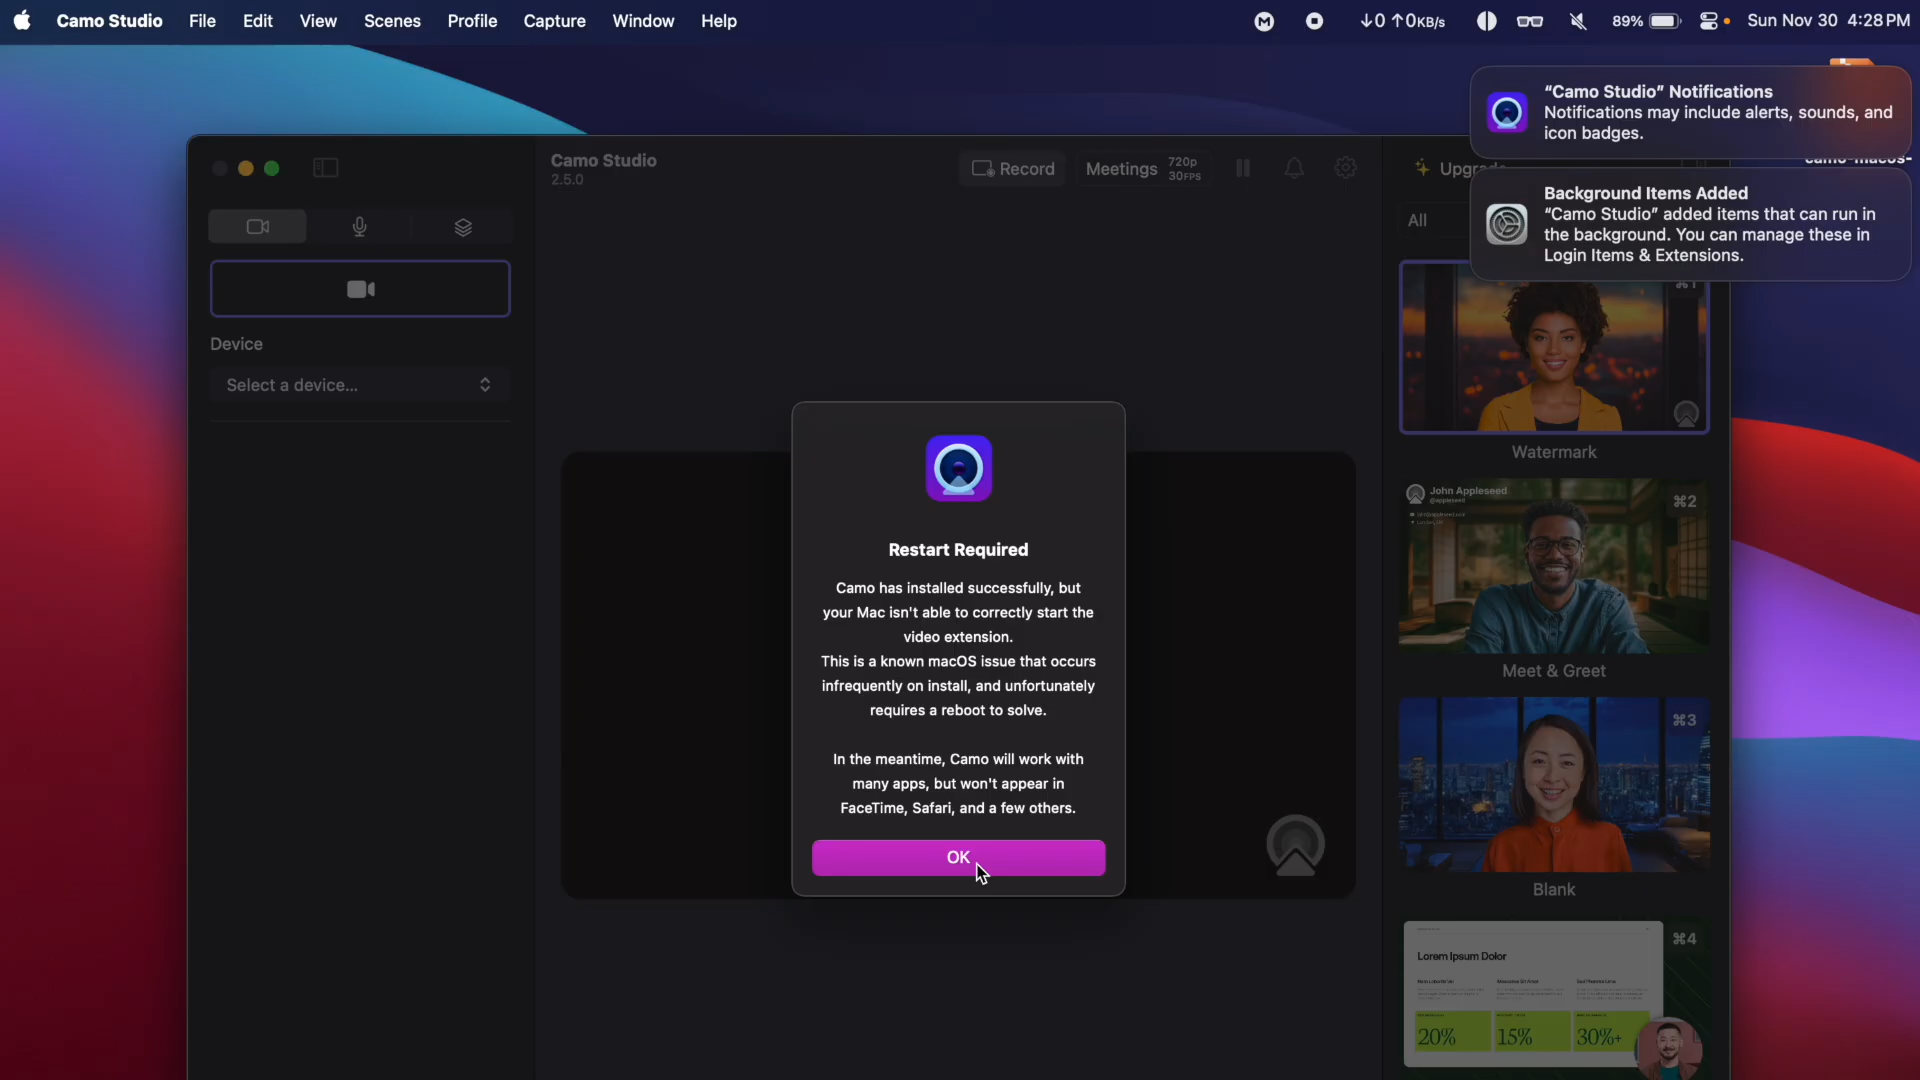 Camo Studio File Edit View Scenes Profile Capture Window Help
↓0 ↑0KB/s 89% Sun Nov 30 4:28 PM
“Camo Studio” Notifications
Notifications may include alerts, sounds, and
icon badges.
Background Items Added
“Camo Studio” added items that can run in
the background. You can manage these in
Login Items & Extensions.
Camo Studio
2.5.0
Record
Meetings 720p 30FPS
All
Device
Select a device...
Restart Required
Camo has installed successfully, but
your Mac isn't able to correctly start the
video extension.
This is a known macOS issue that occurs
infrequently on install, and unfortunately
requires a reboot to solve.
In the meantime, Camo will work with
many apps, but won't appear in
FaceTime, Safari, and a few others.
OK
Watermark
John Appleseed
@appleseed
⌘2
Meet & Greet
⌘3
Blank
⌘4
Lorem Ipsum Dolor
20% 15% 30%+